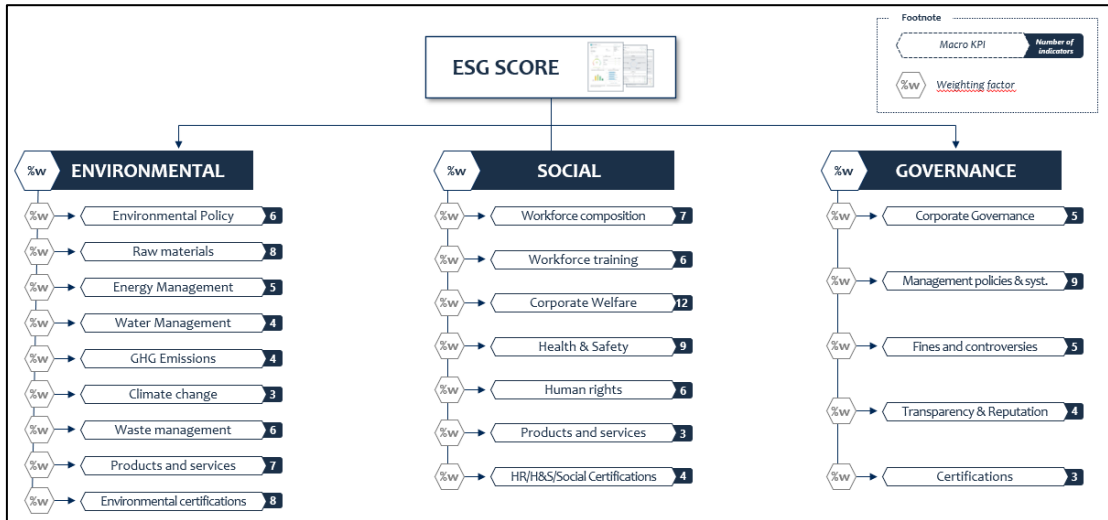 Footnote
Macro KPI
Number of
indicators
%w Weighting factor
ESG SCORE
%w ENVIRONMENTAL
%w Environmental Policy 6
%w Raw materials 8
%w Energy Management 5
%w Water Management 4
%w GHG Emissions 4
%w Climate change 3
%w Waste management 6
%w Products and services 7
%w Environmental certifications 8
%w SOCIAL
%w Workforce composition 7
%w Workforce training 6
%w Corporate Welfare 12
%w Health & Safety 9
%w Human rights 6
%w Products and services 3
%w HR/H&S/Social Certifications 4
%w GOVERNANCE
%w Corporate Governance 5
%w Management policies & syst. 9
%w Fines and controversies 5
%w Transparency & Reputation 4
%w Certifications 3